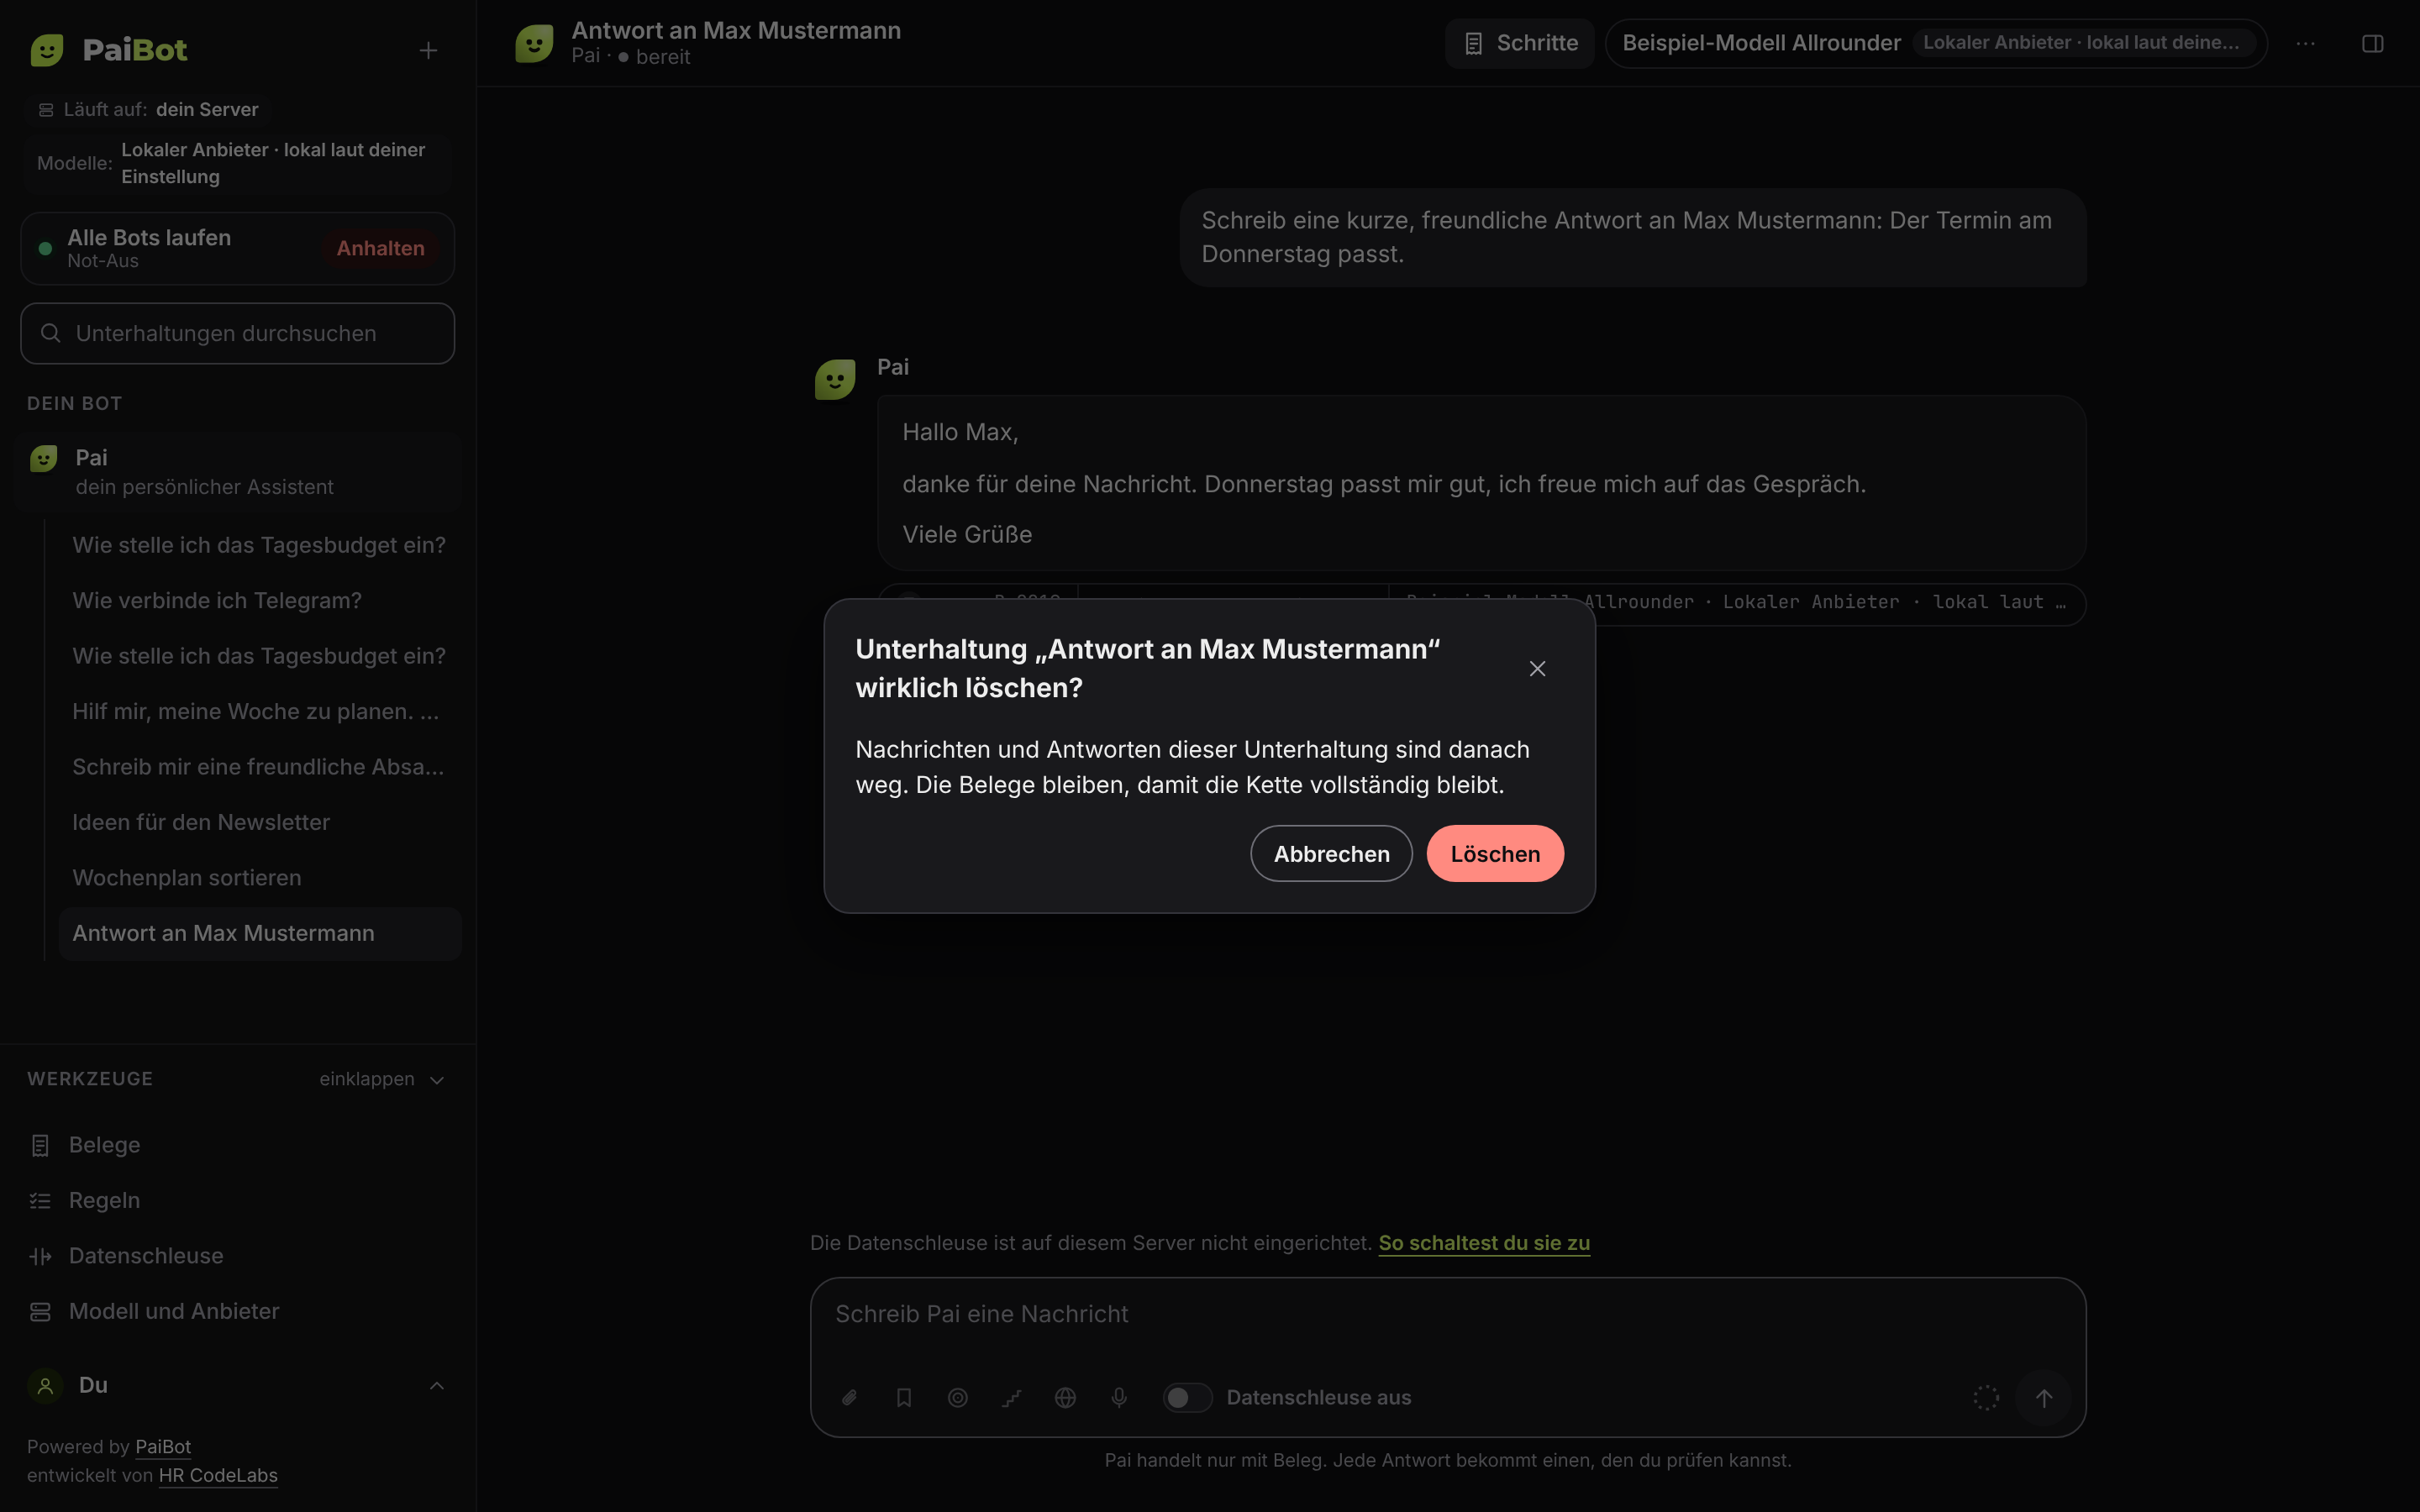 PaiBot
Läuft auf: dein Server
Modelle: Lokaler Anbieter · lokal laut deiner
Einstellung
Alle Bots laufen
Not-Aus
Anhalten
Unterhaltungen durchsuchen
DEIN BOT
Pai
dein persönlicher Assistent
Wie stelle ich das Tagesbudget ein?
Wie verbinde ich Telegram?
Wie stelle ich das Tagesbudget ein?
Hilf mir, meine Woche zu planen. …
Schreib mir eine freundliche Absa…
Ideen für den Newsletter
Wochenplan sortieren
Antwort an Max Mustermann
WERKZEUGE
einklappen
Belege
Regeln
Datenschleuse
Modell und Anbieter
Du
Powered by PaiBot
entwickelt von HR CodeLabs
Antwort an Max Mustermann
Pai · bereit
Schritte
Beispiel-Modell Allrounder Lokaler Anbieter · lokal laut deine…
Schreib eine kurze, freundliche Antwort an Max Mustermann: Der Termin am
Donnerstag passt.
Pai
Hallo Max,
danke für deine Nachricht. Donnerstag passt mir gut, ich freue mich auf das Gespräch.
Viele Grüße
Allrounder · Lokaler Anbieter · lokal laut …
Unterhaltung „Antwort an Max Mustermann“
wirklich löschen?
Nachrichten und Antworten dieser Unterhaltung sind danach
weg. Die Belege bleiben, damit die Kette vollständig bleibt.
Abbrechen
Löschen
Die Datenschleuse ist auf diesem Server nicht eingerichtet. So schaltest du sie zu
Schreib Pai eine Nachricht
Datenschleuse aus
Pai handelt nur mit Beleg. Jede Antwort bekommt einen, den du prüfen kannst.